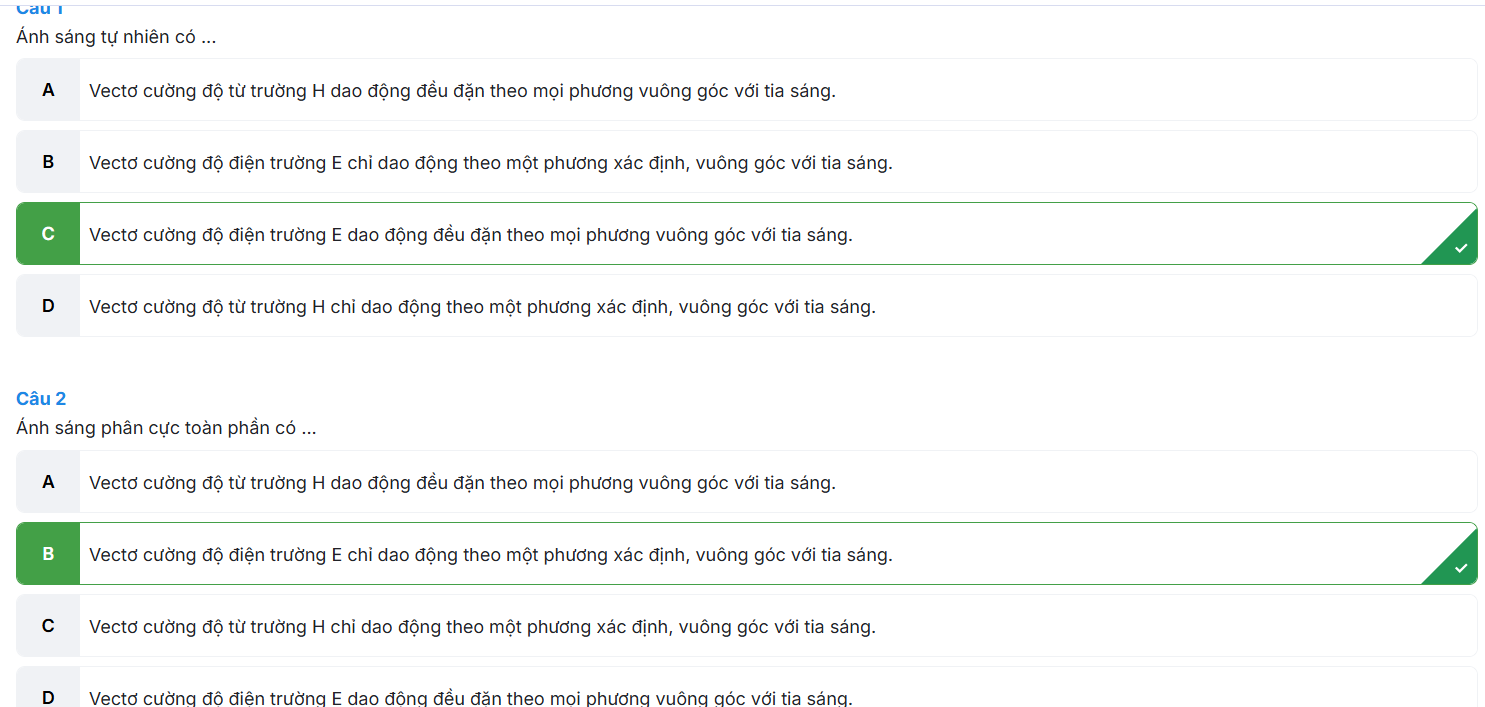 Câu 1
Ánh sáng tự nhiên có ...
A Vectơ cường độ từ trường H dao động đều đặn theo mọi phương vuông góc với tia sáng.
B Vectơ cường độ điện trường E chỉ dao động theo một phương xác định, vuông góc với tia sáng.
C Vectơ cường độ điện trường E dao động đều đặn theo mọi phương vuông góc với tia sáng.
D Vectơ cường độ từ trường H chỉ dao động theo một phương xác định, vuông góc với tia sáng.
Câu 2
Ánh sáng phân cực toàn phần có ...
A Vectơ cường độ từ trường H dao động đều đặn theo mọi phương vuông góc với tia sáng.
B Vectơ cường độ điện trường E chỉ dao động theo một phương xác định, vuông góc với tia sáng.
C Vectơ cường độ từ trường H chỉ dao động theo một phương xác định, vuông góc với tia sáng.
D Vectơ cường độ điện trường E dao động đều đặn theo mọi phương vuông góc với tia sáng.